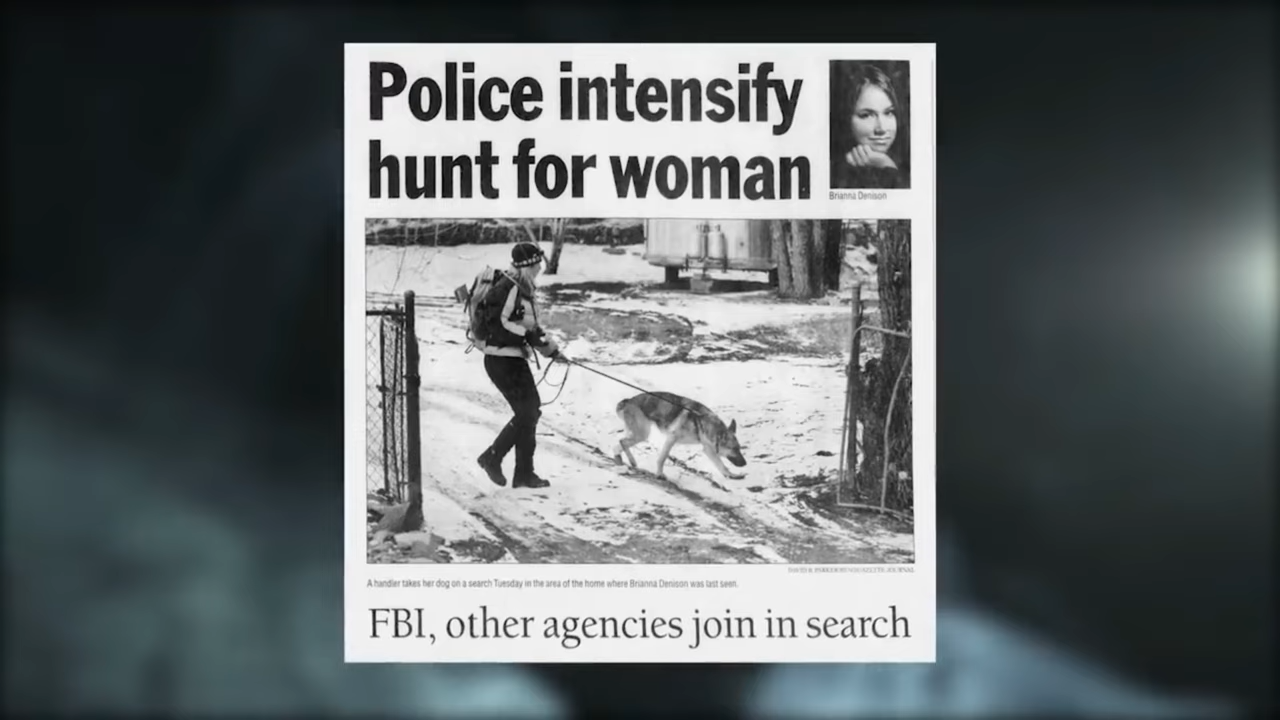 Police intensify
hunt for woman
Brianna Denison
A handler takes her dog on a search Tuesday in the area of the home where Brianna Denison was last seen.
FBI, other agencies join in search